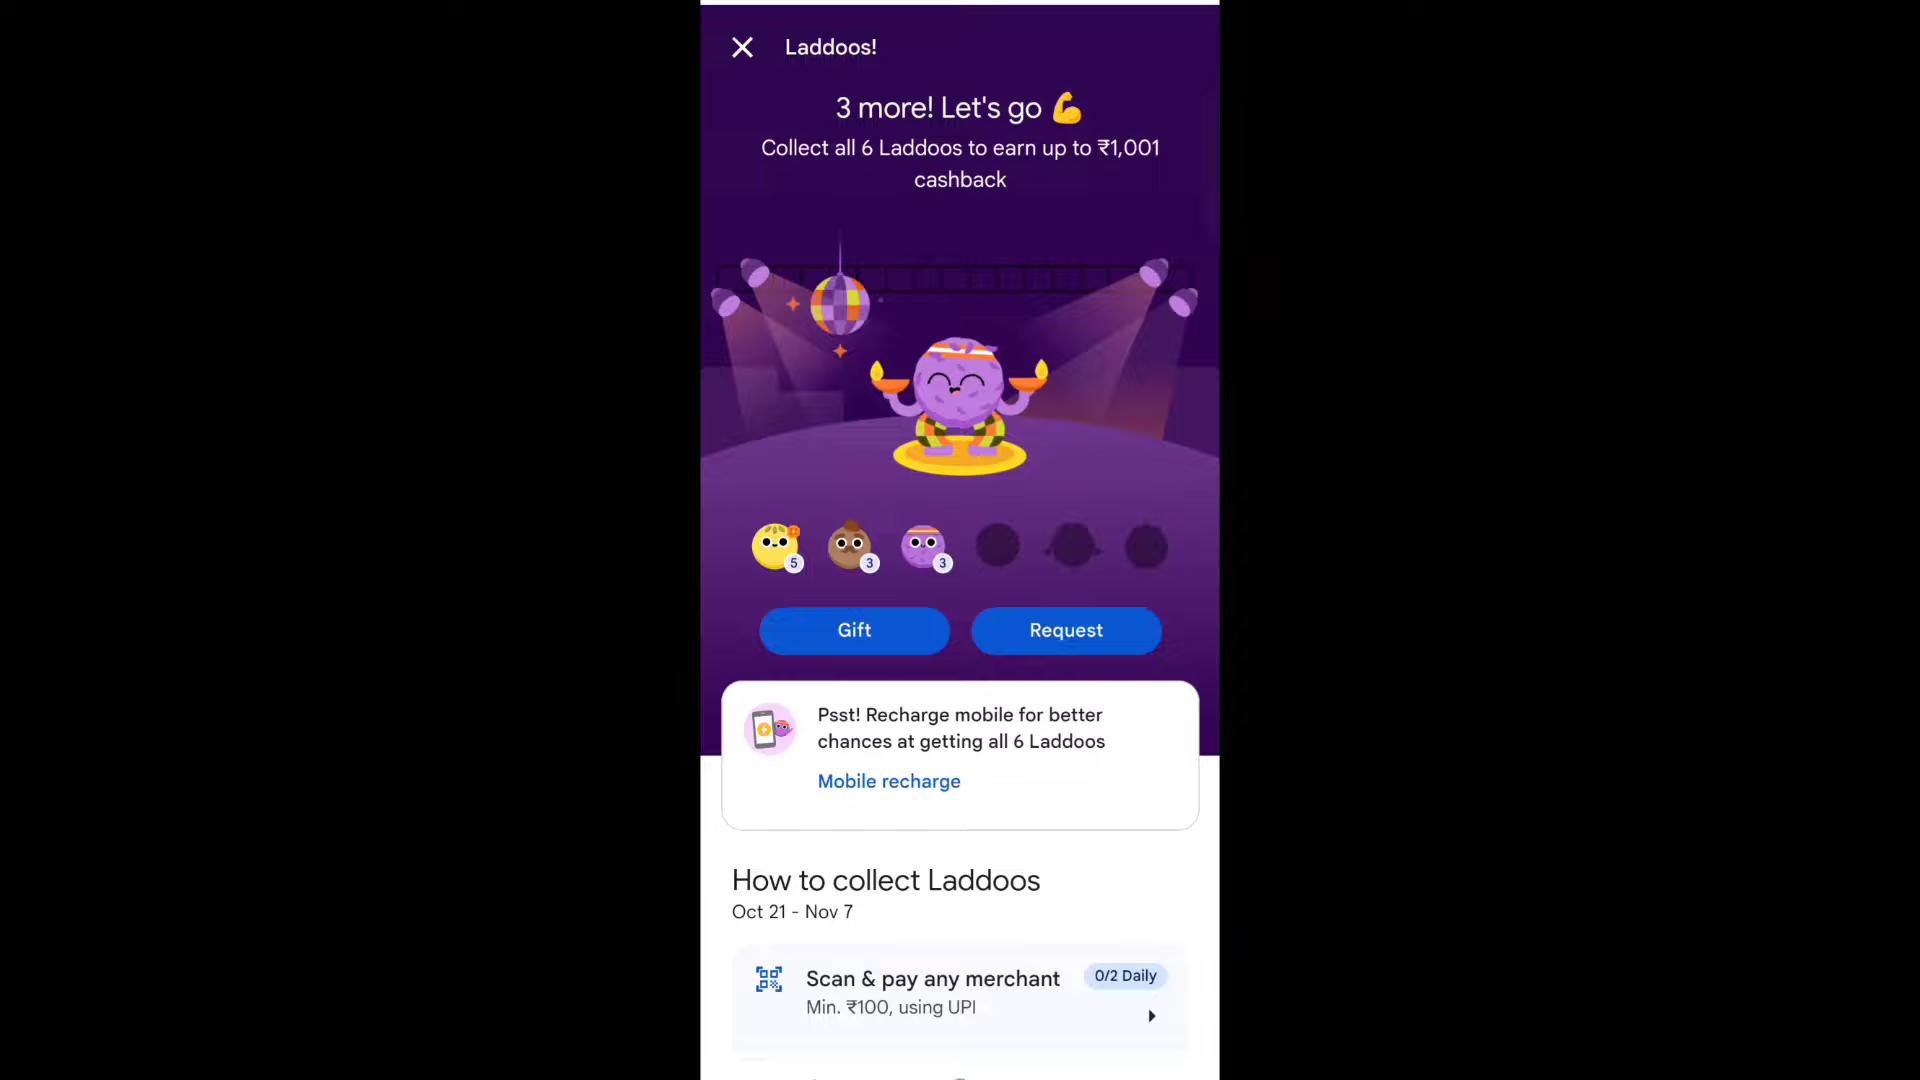 Laddoos!
3 more! Let's go 💪
Collect all 6 Laddoos to earn up to ₹1,001
cashback
5
3
3
Gift
Request
Psst! Recharge mobile for better
chances at getting all 6 Laddoos
Mobile recharge
How to collect Laddoos
Oct 21 - Nov 7
Scan & pay any merchant
0/2 Daily
Min. ₹100, using UPI